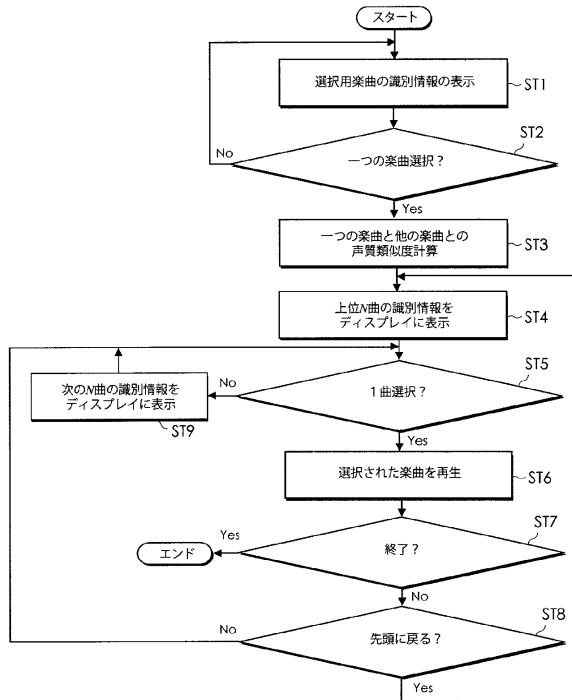 スタート
選択用楽曲の識別情報の表示
ST1
ST2
一つの楽曲選択？
No
Yes
一つの楽曲と他の楽曲との
声質類似度計算
ST3
上位N曲の識別情報を
ディスプレイに表示
ST4
ST5
１曲選択？
No
次のN曲の識別情報を
ディスプレイに表示
ST9
Yes
選択された楽曲を再生
ST6
ST7
終了？
Yes
エンド
No
ST8
先頭に戻る？
No
Yes